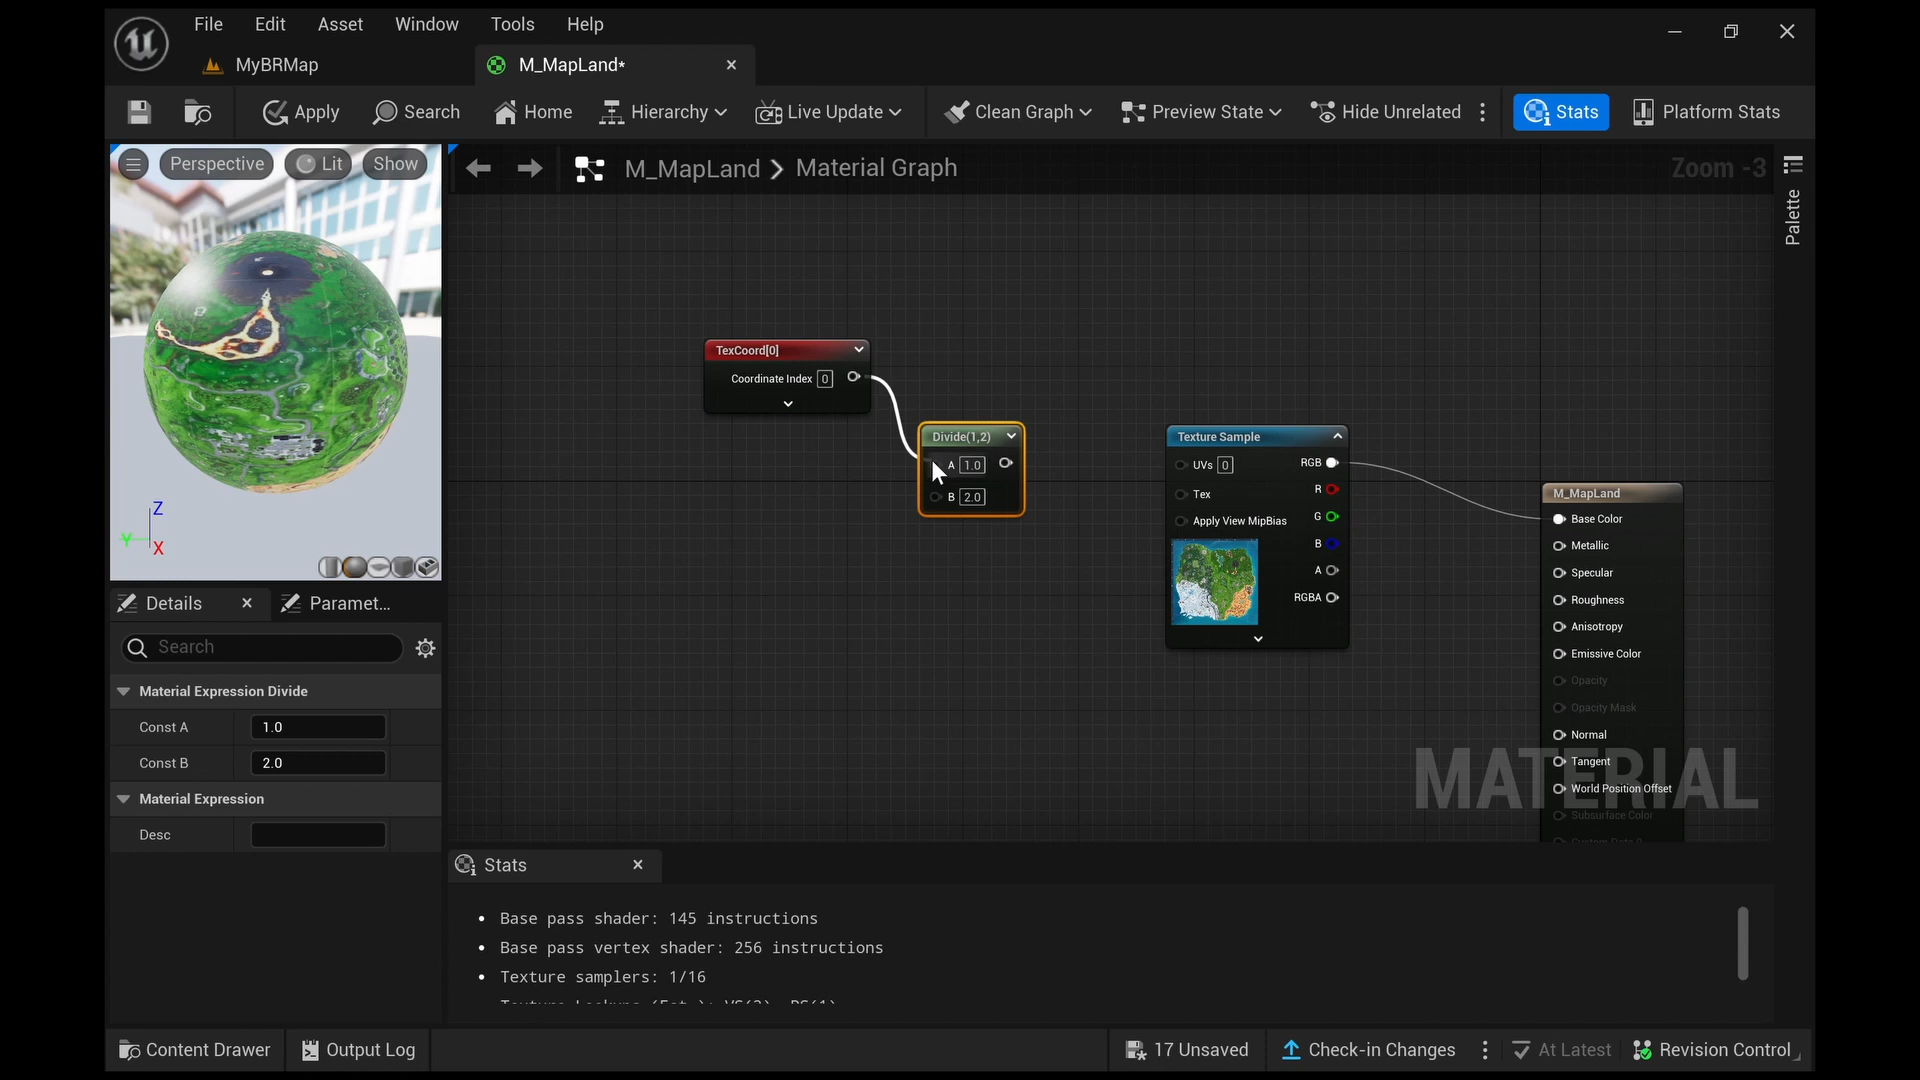 File Edit Asset Window Tools Help
MyBRMap
M_MapLand*
Apply Search Home Hierarchy Live Update Clean Graph Preview State Hide Unrelated Stats Platform Stats
Perspective Lit Show
M_MapLand > Material Graph
Zoom -3
Palette
TexCoord[0]
Coordinate Index 0
Divide(1,2)
A 1.0
B 2.0
Texture Sample
UVs 0 RGB
Tex R
Apply View MipBias G
B
A
RGBA
M_MapLand
Base Color
Metallic
Specular
Roughness
Anisotropy
Emissive Color
Opacity
Opacity Mask
Normal
Tangent
World Position Offset
Subsurface Color
MATERIAL
Z
Y
X
Details Paramet...
Search
Material Expression Divide
Const A 1.0
Const B 2.0
Material Expression
Desc
Stats
• Base pass shader: 145 instructions
• Base pass vertex shader: 256 instructions
• Texture samplers: 1/16
Content Drawer Output Log 17 Unsaved Check-in Changes At Latest Revision Control